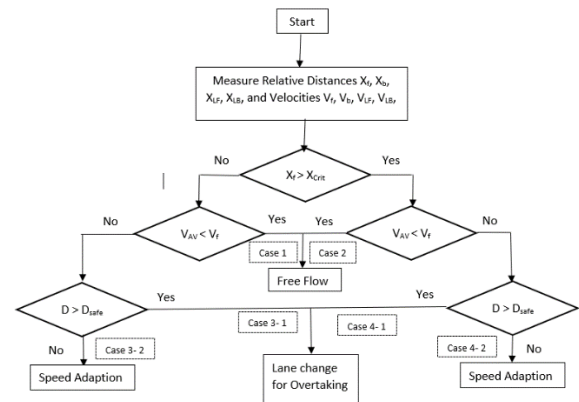 Start
Measure Relative Distances Xf, Xb,
XLF, XLB, and Velocities Vf, Vb, VLF, VLB,
No
Xf > XCrit
Yes
No
VAV < Vf
Yes
Yes
VAV < Vf
No
Case 1
Case 2
Free Flow
D > Dsafe
Yes
Yes
D > Dsafe
Case 3- 1
Case 4- 1
No
Case 3- 2
Case 4- 2
No
Speed Adaption
Lane change
for Overtaking
Speed Adaption